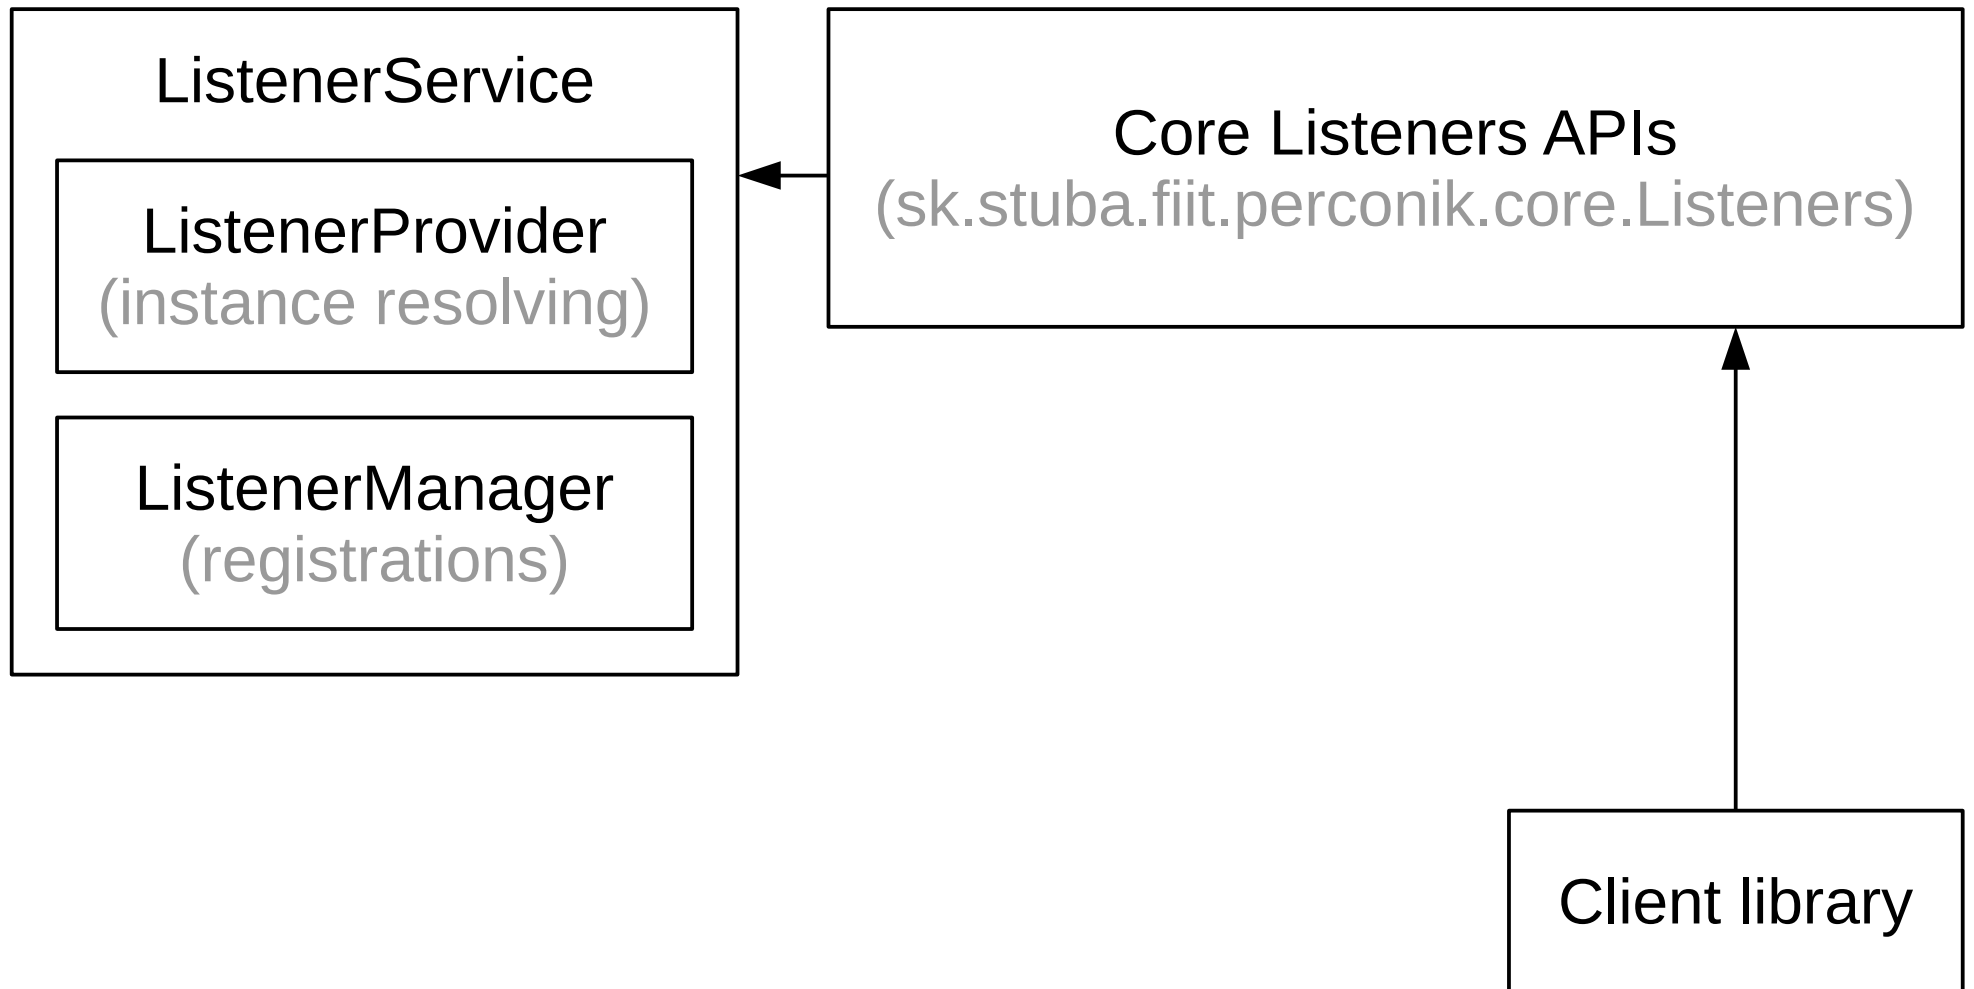 ListenerService
ListenerProvider
(instance resolving)
ListenerManager
(registrations)
Core Listeners APIs
(sk.stuba.fiit.perconik.core.Listeners)
Client library